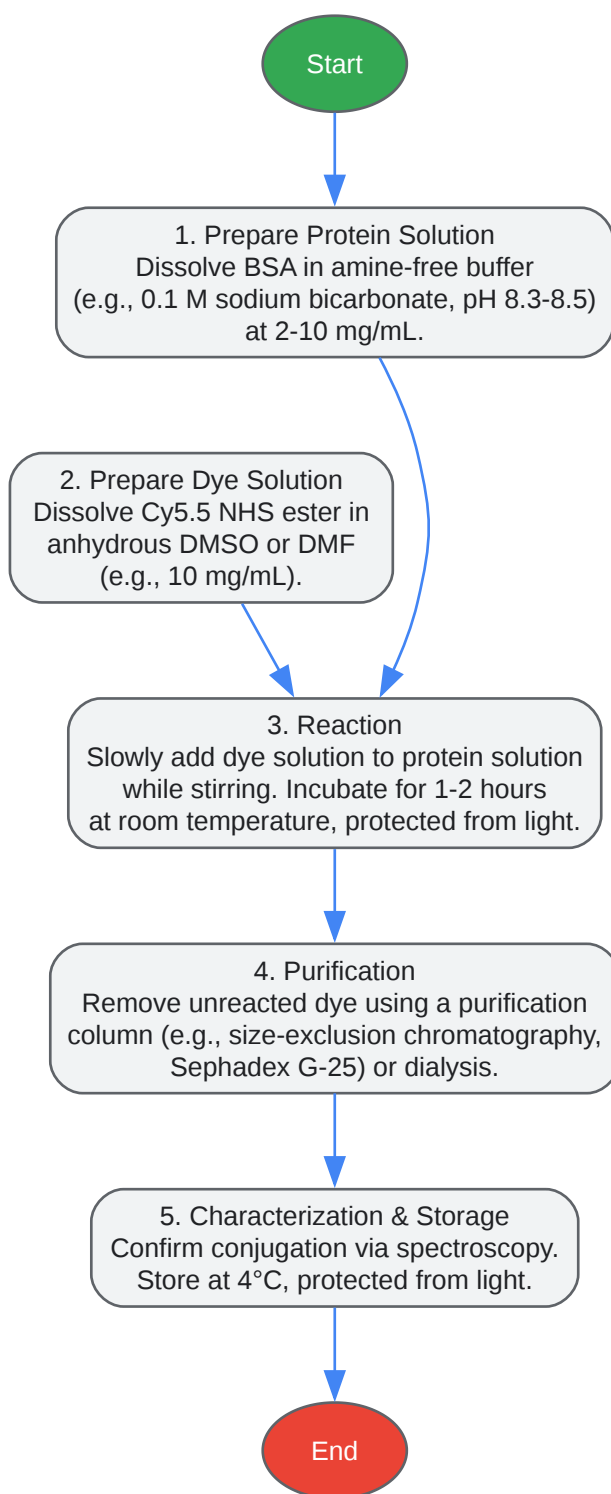 Start
1. Prepare Protein Solution
Dissolve BSA in amine-free buffer
(e.g., 0.1 M sodium bicarbonate, pH 8.3-8.5)
at 2-10 mg/mL.
2. Prepare Dye Solution
Dissolve Cy5.5 NHS ester in
anhydrous DMSO or DMF
(e.g., 10 mg/mL).
3. Reaction
Slowly add dye solution to protein solution
while stirring. Incubate for 1-2 hours
at room temperature, protected from light.
4. Purification
Remove unreacted dye using a purification
column (e.g., size-exclusion chromatography,
Sephadex G-25) or dialysis.
5. Characterization & Storage
Confirm conjugation via spectroscopy.
Store at 4°C, protected from light.
End